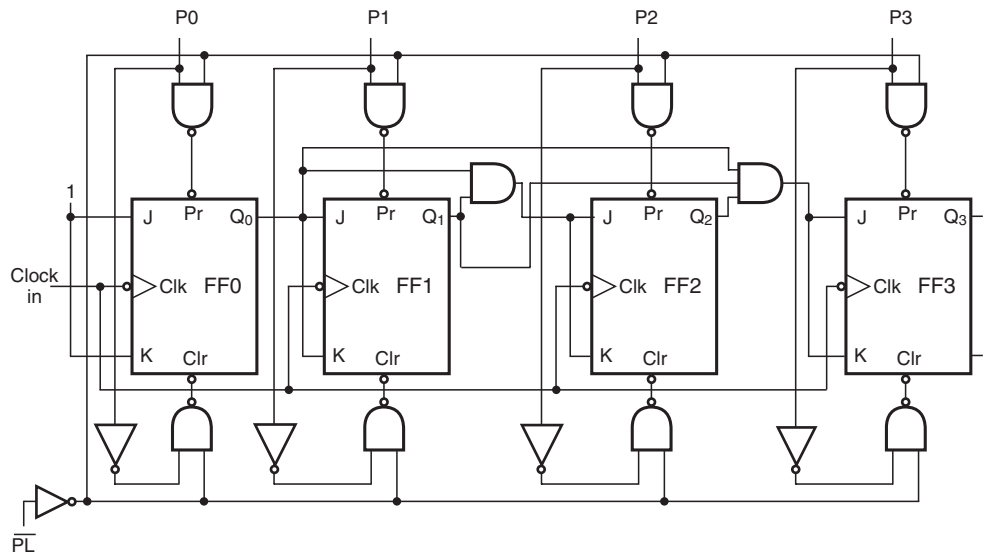 P0 P1 P2 P3
1
J Pr Q0 J Pr Q1 J Pr Q2 J Pr Q3
Clock in
Clk FF0 Clk FF1 Clk FF2 Clk FF3
K Clr K Clr K Clr K Clr
PL